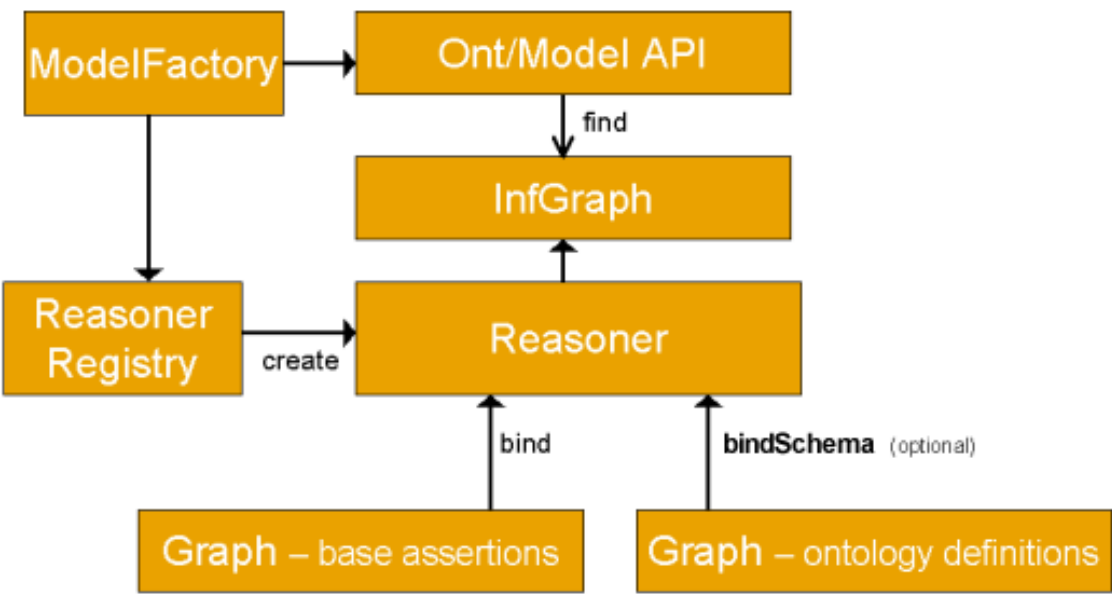 ModelFactory
Ont/Model API
find
InfGraph
Reasoner
Registry
create
Reasoner
bind
bindSchema (optional)
Graph – base assertions
Graph – ontology definitions